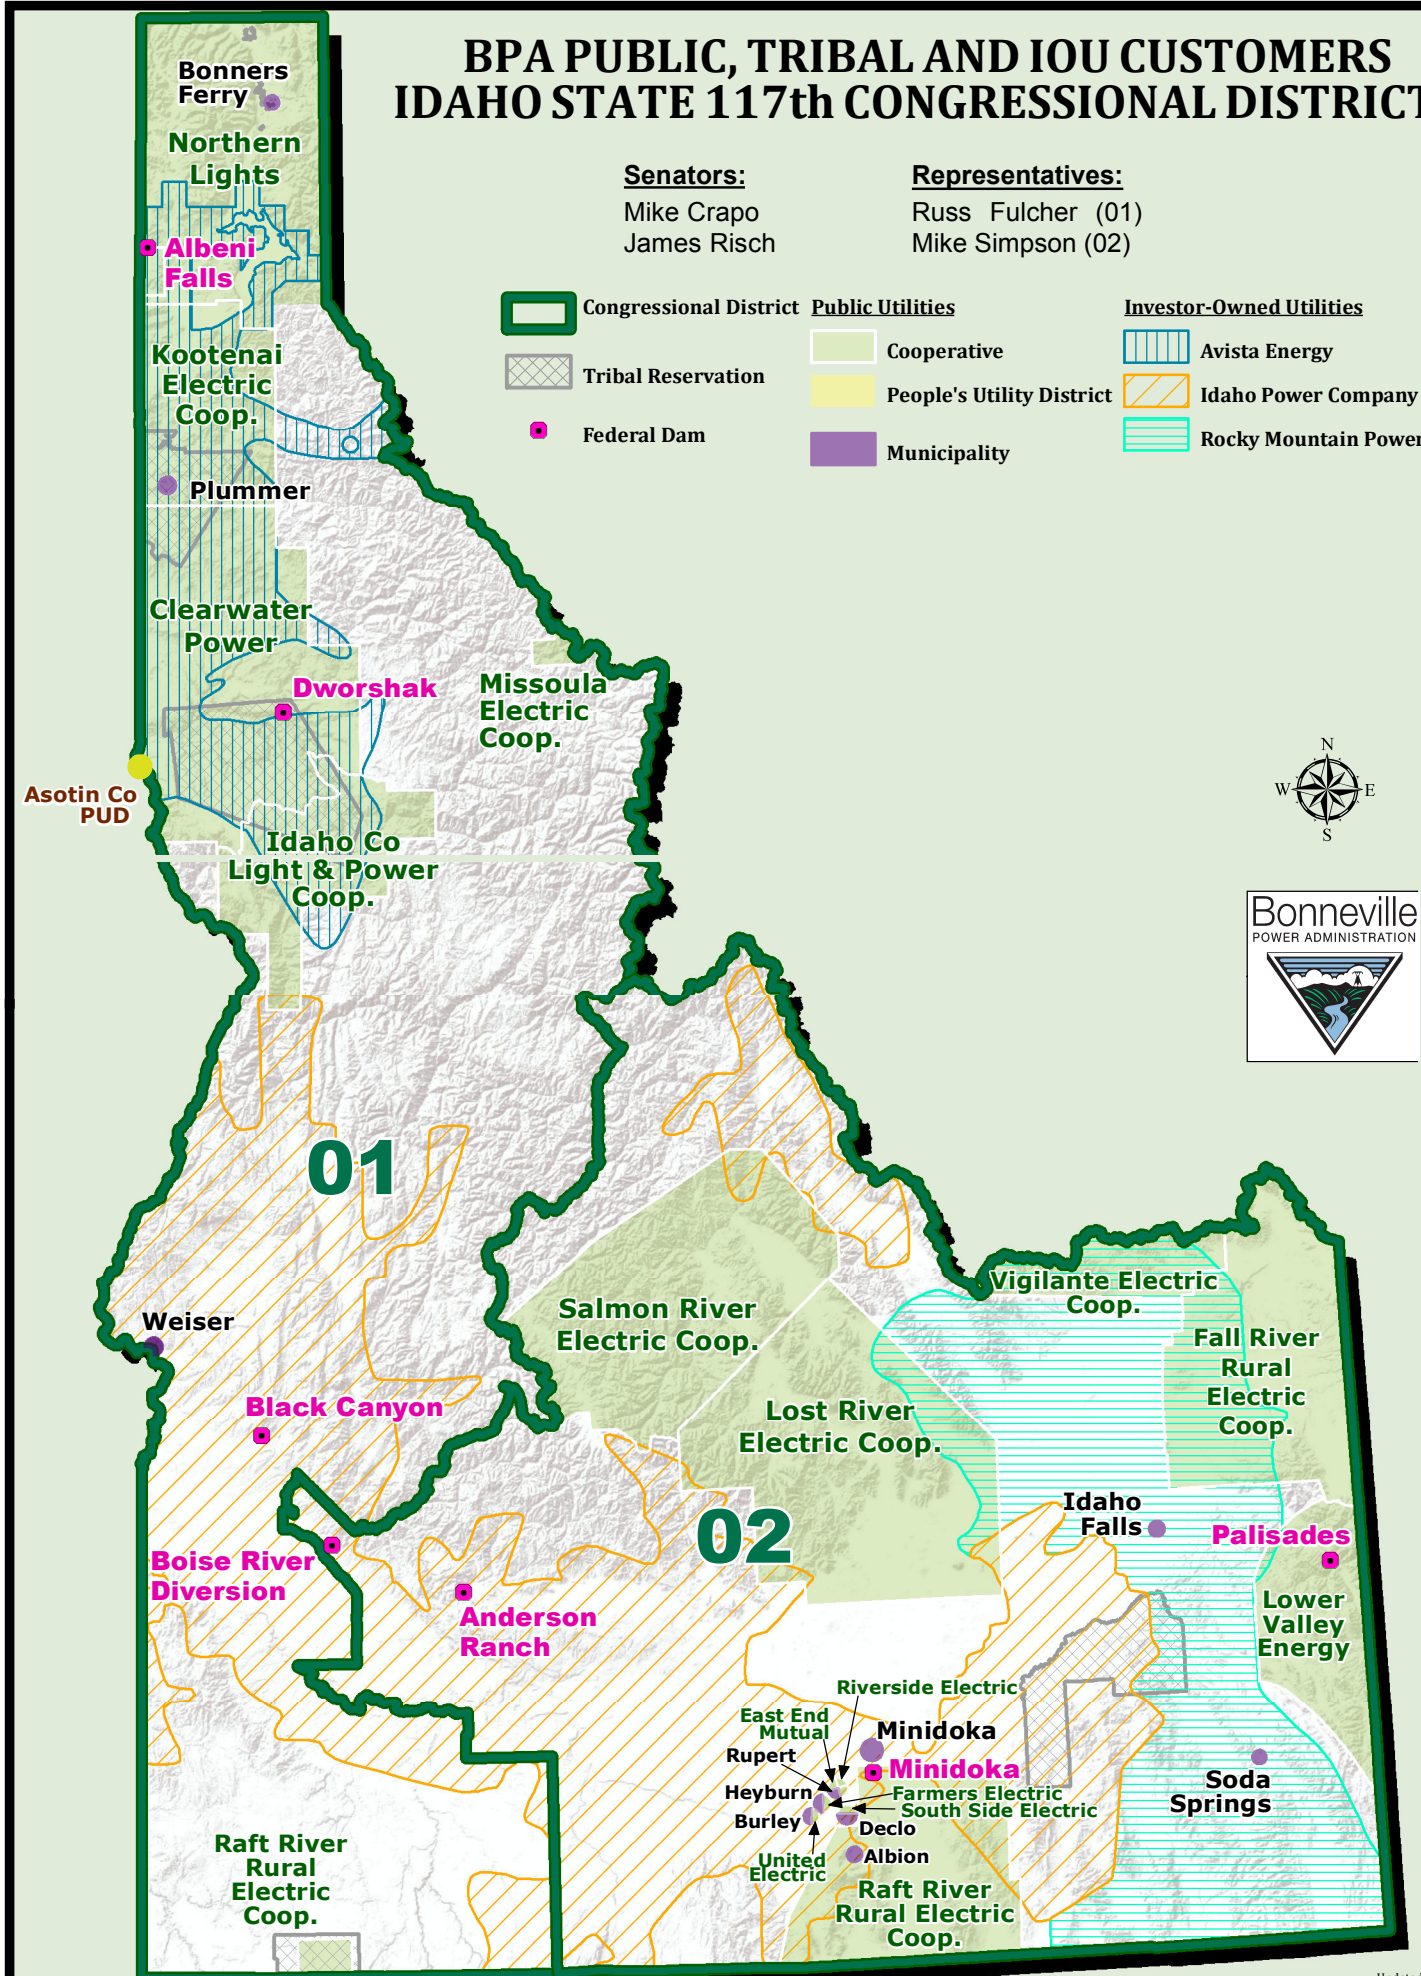 BPA PUBLIC, TRIBAL AND IOU CUSTOMERS
IDAHO STATE 117th CONGRESSIONAL DISTRICT
Senators:
Mike Crapo
James Risch
Representatives:
Russ Fulcher (01)
Mike Simpson (02)
Congressional District
Tribal Reservation
Federal Dam
Public Utilities
Cooperative
People's Utility District
Municipality
Investor-Owned Utilities
Avista Energy
Idaho Power Company
Rocky Mountain Power
Bonners
Ferry
Northern
Lights
Albeni
Falls
Kootenai
Electric
Coop.
Plummer
Clearwater
Power
Dworshak
Missoula
Electric
Coop.
Asotin Co
PUD
Idaho Co
Light & Power
Coop.
N
W
E
S
Bonneville
POWER ADMINISTRATION
01
Weiser
Black Canyon
Boise River
Diversion
Anderson
Ranch
Salmon River
Electric Coop.
Lost River
Electric Coop.
02
Vigilante Electric
Coop.
Fall River
Rural
Electric
Coop.
Idaho
Falls
Palisades
Lower
Valley
Energy
Riverside Electric
East End
Mutual
Minidoka
Rupert
Minidoka
Heyburn
Farmers Electric
South Side Electric
Burley
Declo
United
Electric
Albion
Soda
Springs
Raft River
Rural
Electric
Coop.
Raft River
Rural Electric
Coop.